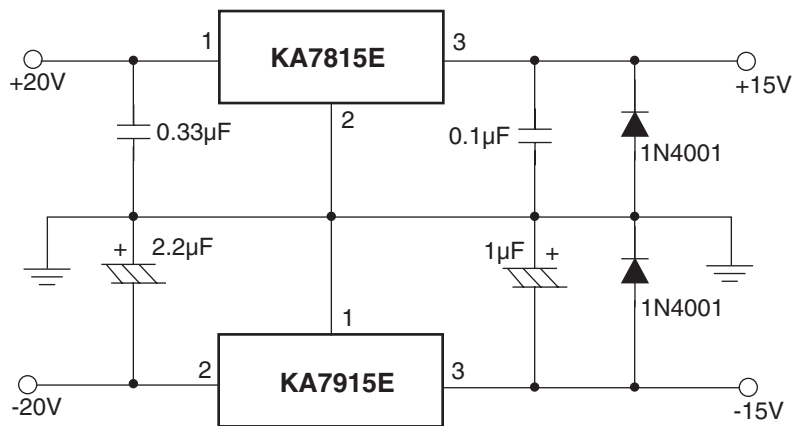 1
KA7815E
3
+20V
+15V
2
0.33µF
0.1µF
1N4001
+
2.2µF
1µF
+
1N4001
1
2
KA7915E
3
-20V
-15V